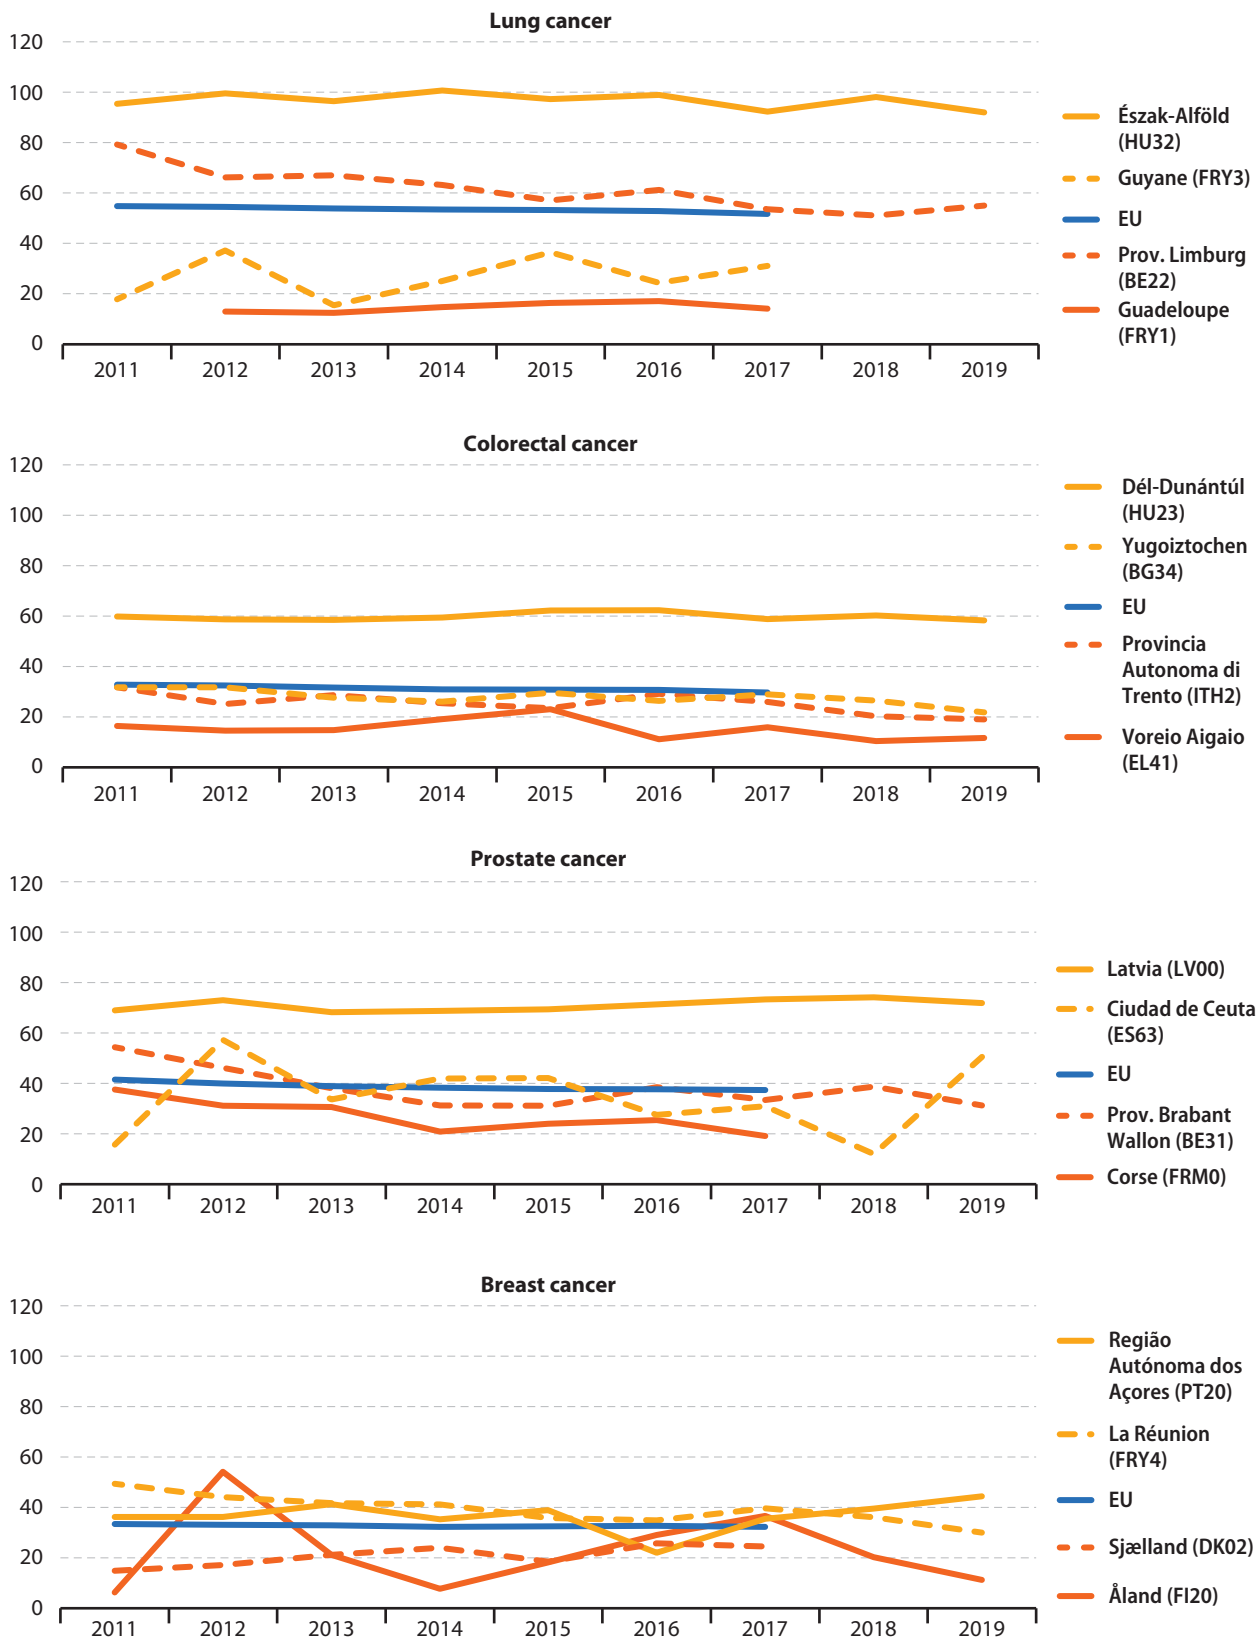 Lung cancer
120
100
80
60
40
20
0
2011 2012 2013 2014 2015 2016 2017 2018 2019
Észak-Alföld
(HU32)
Guyane (FRY3)
EU
Prov. Limburg
(BE22)
Guadeloupe
(FRY1)
Colorectal cancer
120
100
80
60
40
20
0
2011 2012 2013 2014 2015 2016 2017 2018 2019
Dél-Dunántúl
(HU23)
Yugoiztochen
(BG34)
EU
Provincia
Autonoma di
Trento (ITH2)
Voreio Aigaio
(EL41)
Prostate cancer
120
100
80
60
40
20
0
2011 2012 2013 2014 2015 2016 2017 2018 2019
Latvia (LV00)
Ciudad de Ceuta
(ES63)
EU
Prov. Brabant
Wallon (BE31)
Corse (FRM0)
Breast cancer
120
100
80
60
40
20
0
2011 2012 2013 2014 2015 2016 2017 2018 2019
Região
Autónoma dos
Açores (PT20)
La Réunion
(FRY4)
EU
Sjælland (DK02)
Åland (FI20)